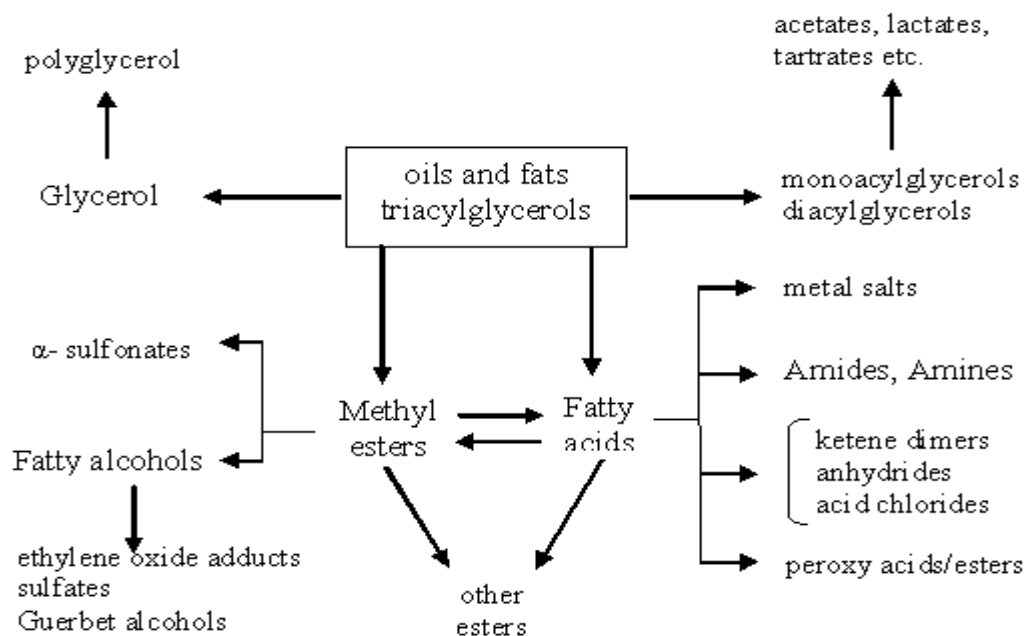 acetates, lactates,
tartrates etc.
polyglycerol
oils and fats
triacylglycerols
Glycerol
monoacylglycerols
diacylglycerols
metal salts
α- sulfonates
Amides, Amines
Methyl
esters
Fatty
acids
Fatty alcohols
ketene dimers
anhydrides
acid chlorides
ethylene oxide adducts
sulfates
Guerbet alcohols
peroxy acids/esters
other
esters